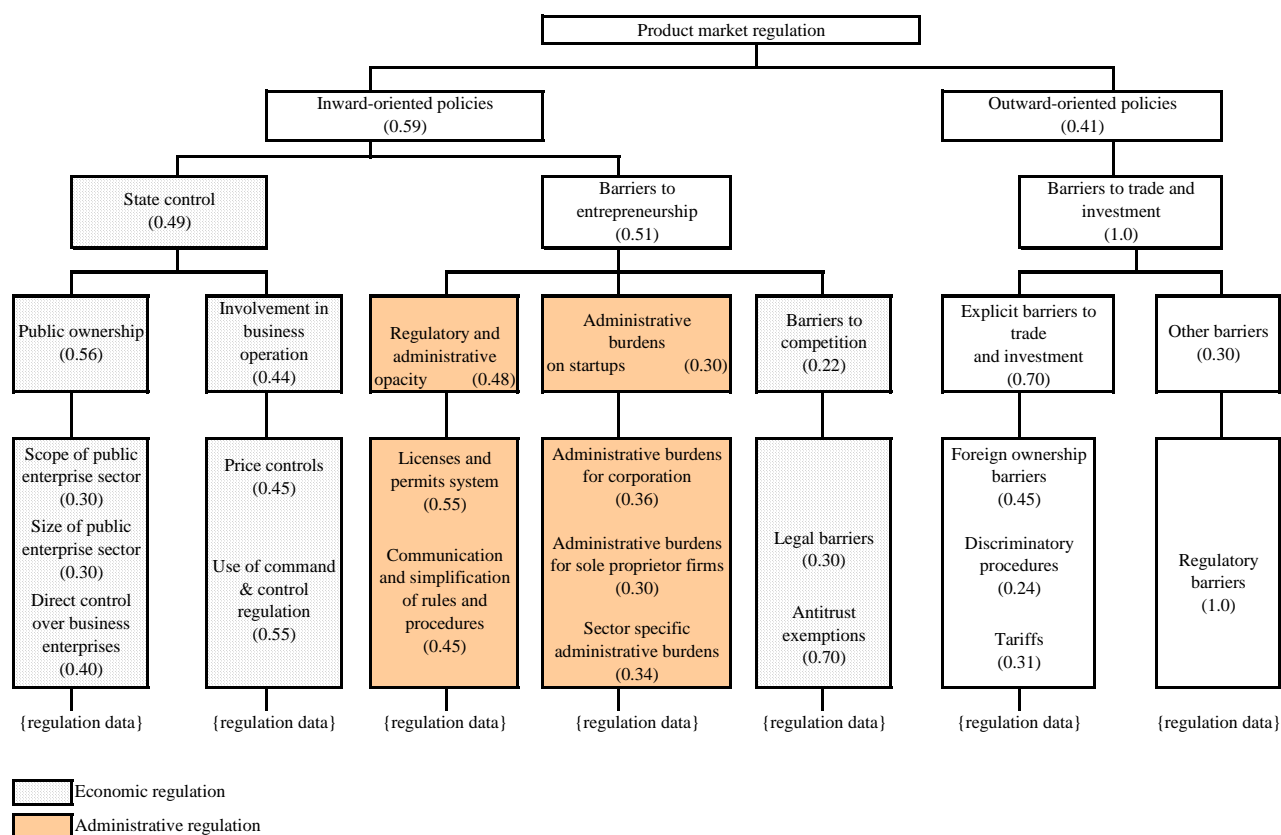 Product market regulation
Inward-oriented policies
(0.59)
Outward-oriented policies
(0.41)
State control
(0.49)
Barriers to
entrepreneurship
(0.51)
Barriers to trade and
investment
(1.0)
Public ownership
(0.56)
Involvement in
business
operation
(0.44)
Regulatory and
administrative
opacity (0.48)
Administrative
burdens
on startups (0.30)
Barriers to
competition
(0.22)
Explicit barriers to
trade
and investment
(0.70)
Other barriers
(0.30)
Scope of public
enterprise sector
(0.30)
Size of public
enterprise sector
(0.30)
Direct control
over business
enterprises
(0.40)
Price controls
(0.45)
Use of command
& control
regulation
(0.55)
Licenses and
permits system
(0.55)
Communication
and simplification
of rules and
procedures
(0.45)
Administrative burdens
for corporation
(0.36)
Administrative burdens
for sole proprietor firms
(0.30)
Sector specific
administrative burdens
(0.34)
Legal barriers
(0.30)
Antitrust
exemptions
(0.70)
Foreign ownership
barriers
(0.45)
Discriminatory
procedures
(0.24)
Tariffs
(0.31)
Regulatory
barriers
(1.0)
{regulation data}
{regulation data}
{regulation data}
{regulation data}
{regulation data}
{regulation data}
{regulation data}
Economic regulation
Administrative regulation